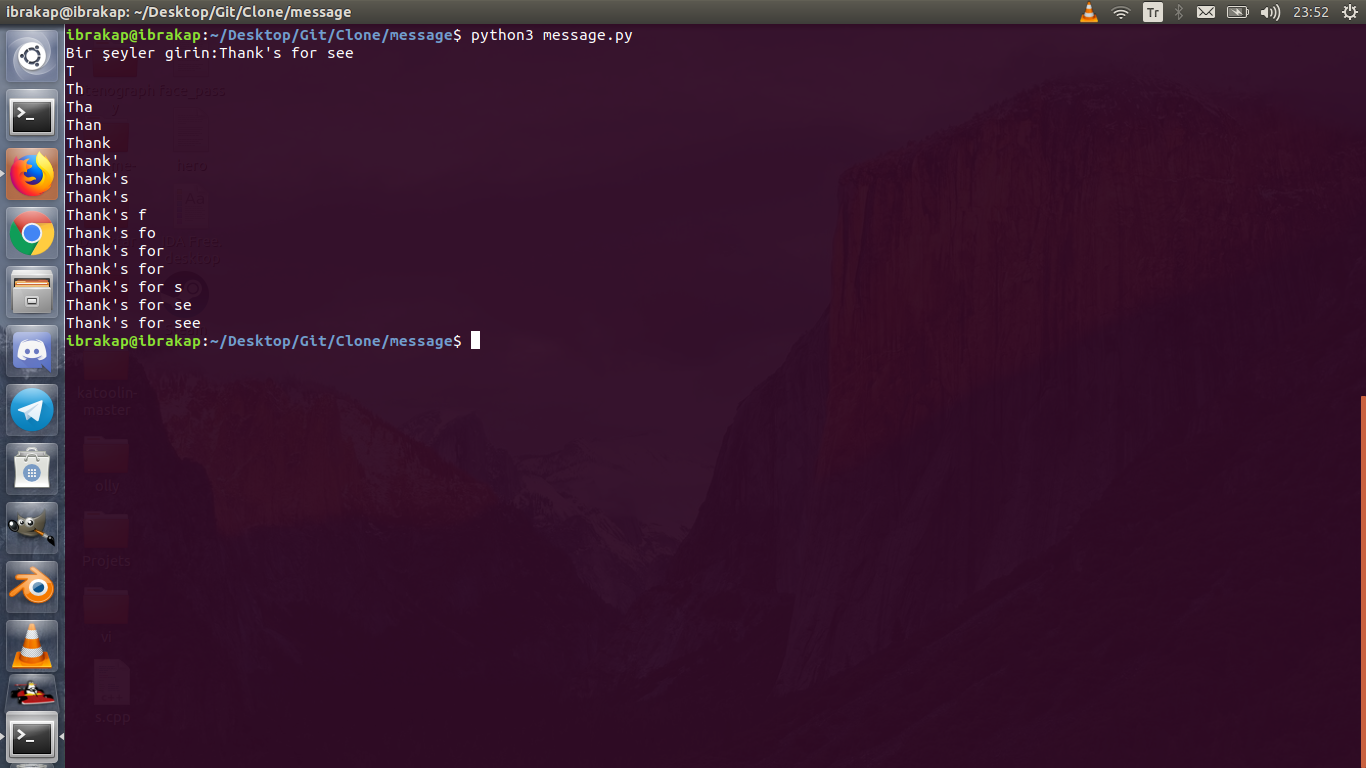 ibrakap@ibrakap: ~/Desktop/Git/Clone/message
Tr
23:52
ibrakap@ibrakap:~/Desktop/Git/Clone/message$ python3 message.py
Bir şeyler girin:Thank's for see
T
Th
Tha
Than
Thank
Thank'
Thank's
Thank's
Thank's f
Thank's fo
Thank's for
Thank's for
Thank's for s
Thank's for se
Thank's for see
ibrakap@ibrakap:~/Desktop/Git/Clone/message$
katoolin-
master
olly
Projets
vi
s.cpp